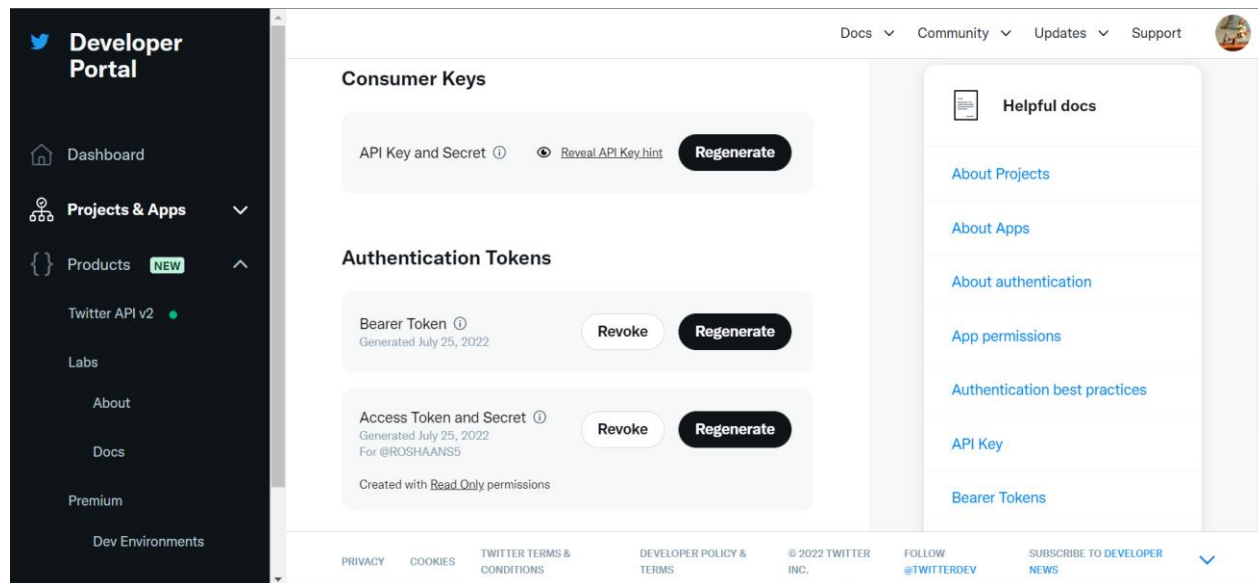 Developer
Portal
Docs
Community
Updates
Support
Dashboard
Projects & Apps
Products NEW
Twitter API v2
Labs
About
Docs
Premium
Dev Environments
Consumer Keys
API Key and Secret
Reveal API Key hint
Regenerate
Authentication Tokens
Bearer Token
Generated July 25, 2022
Revoke
Regenerate
Access Token and Secret
Generated July 25, 2022
For @ROSHAANS5
Revoke
Regenerate
Created with Read Only permissions
Helpful docs
About Projects
About Apps
About authentication
App permissions
Authentication best practices
API Key
Bearer Tokens
PRIVACY
COOKIES
TWITTER TERMS &
CONDITIONS
DEVELOPER POLICY &
TERMS
© 2022 TWITTER
INC.
FOLLOW
@TWITTERDEV
SUBSCRIBE TO DEVELOPER
NEWS